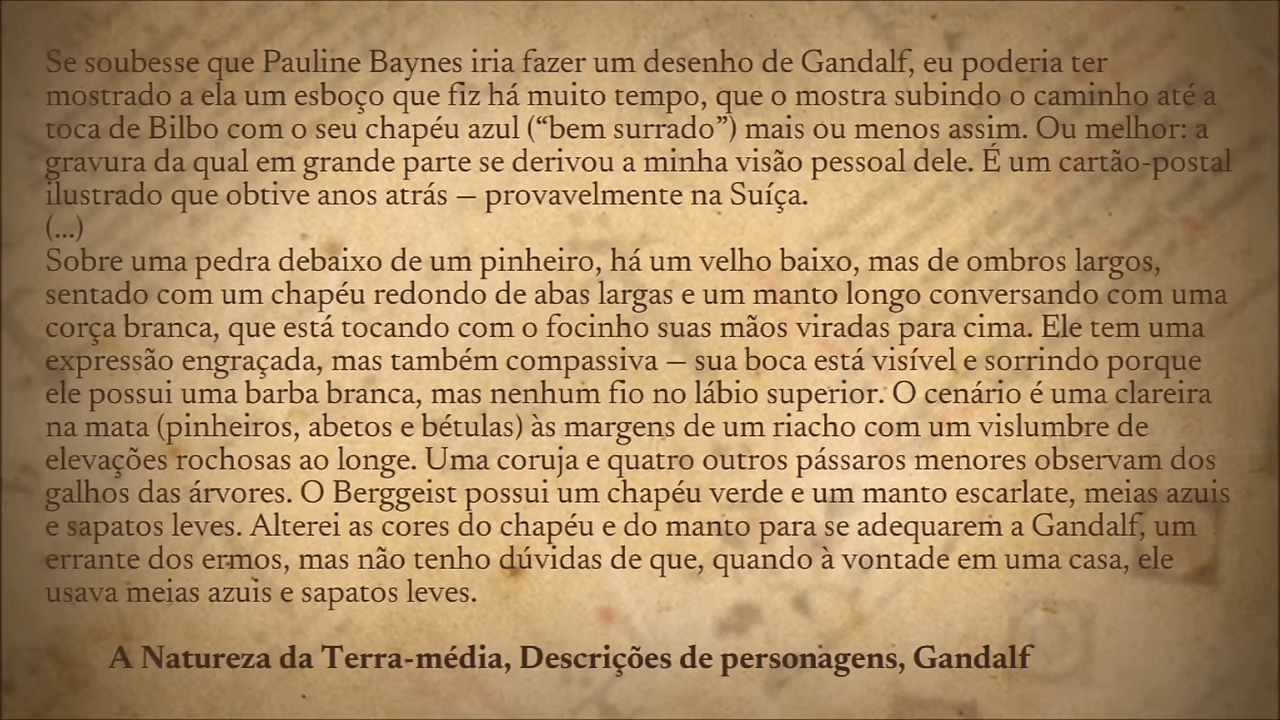 Se soubesse que Pauline Baynes iria fazer um desenho de Gandalf, eu poderia ter
mostrado a ela um esboço que fiz há muito tempo, que o mostra subindo o caminho até a
toca de Bilbo com o seu chapéu azul (“bem surrado”) mais ou menos assim. Ou melhor: a
gravura da qual em grande parte se derivou a minha visão pessoal dele. É um cartão-postal
ilustrado que obtive anos atrás – provavelmente na Suíça.
(...)
Sobre uma pedra debaixo de um pinheiro, há um velho baixo, mas de ombros largos,
sentado com um chapéu redondo de abas largas e um manto longo conversando com uma
corça branca, que está tocando com o focinho suas mãos viradas para cima. Ele tem uma
expressão engraçada, mas também compassiva – sua boca está visível e sorrindo porque
ele possui uma barba branca, mas nenhum fio no lábio superior. O cenário é uma clareira
na mata (pinheiros, abetos e bétulas) às margens de um riacho com um vislumbre de
elevações rochosas ao longe. Uma coruja e quatro outros pássaros menores observam dos
galhos das árvores. O Berggeist possui um chapéu verde e um manto escarlate, meias azuis
e sapatos leves. Alterei as cores do chapéu e do manto para se adequarem a Gandalf, um
errante dos ermos, mas não tenho dúvidas de que, quando à vontade em uma casa, ele
usava meias azuis e sapatos leves.
A Natureza da Terra-média, Descrições de personagens, Gandalf